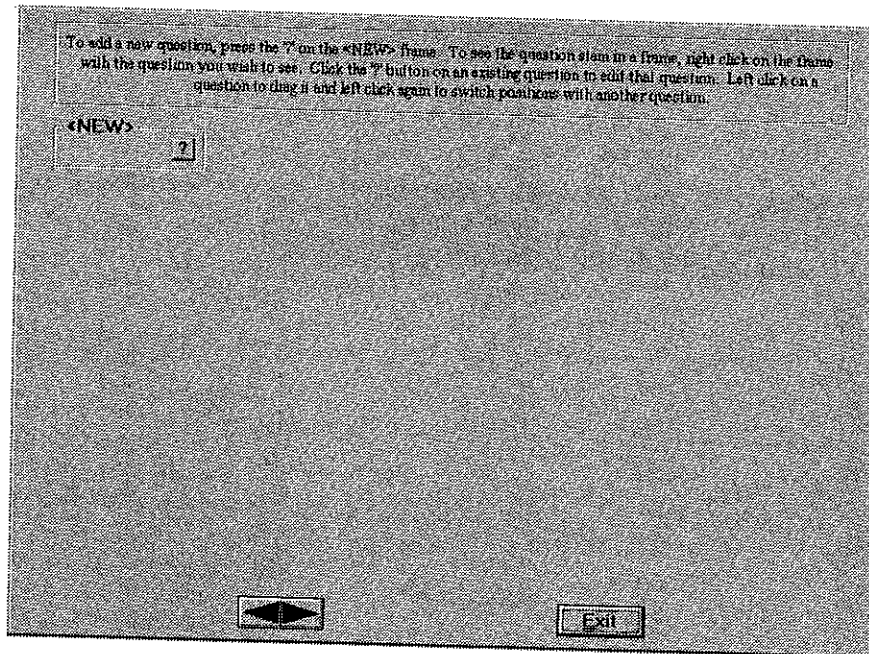 To add a new question, press the '?' on the <NEW> frame. To see the question stem in a frame, right click on the frame
with the question you wish to see. Click the '?' button on an existing question to edit that question. Left click on a
question to drag it and left click again to switch positions with another question.
<NEW>
?
Exit